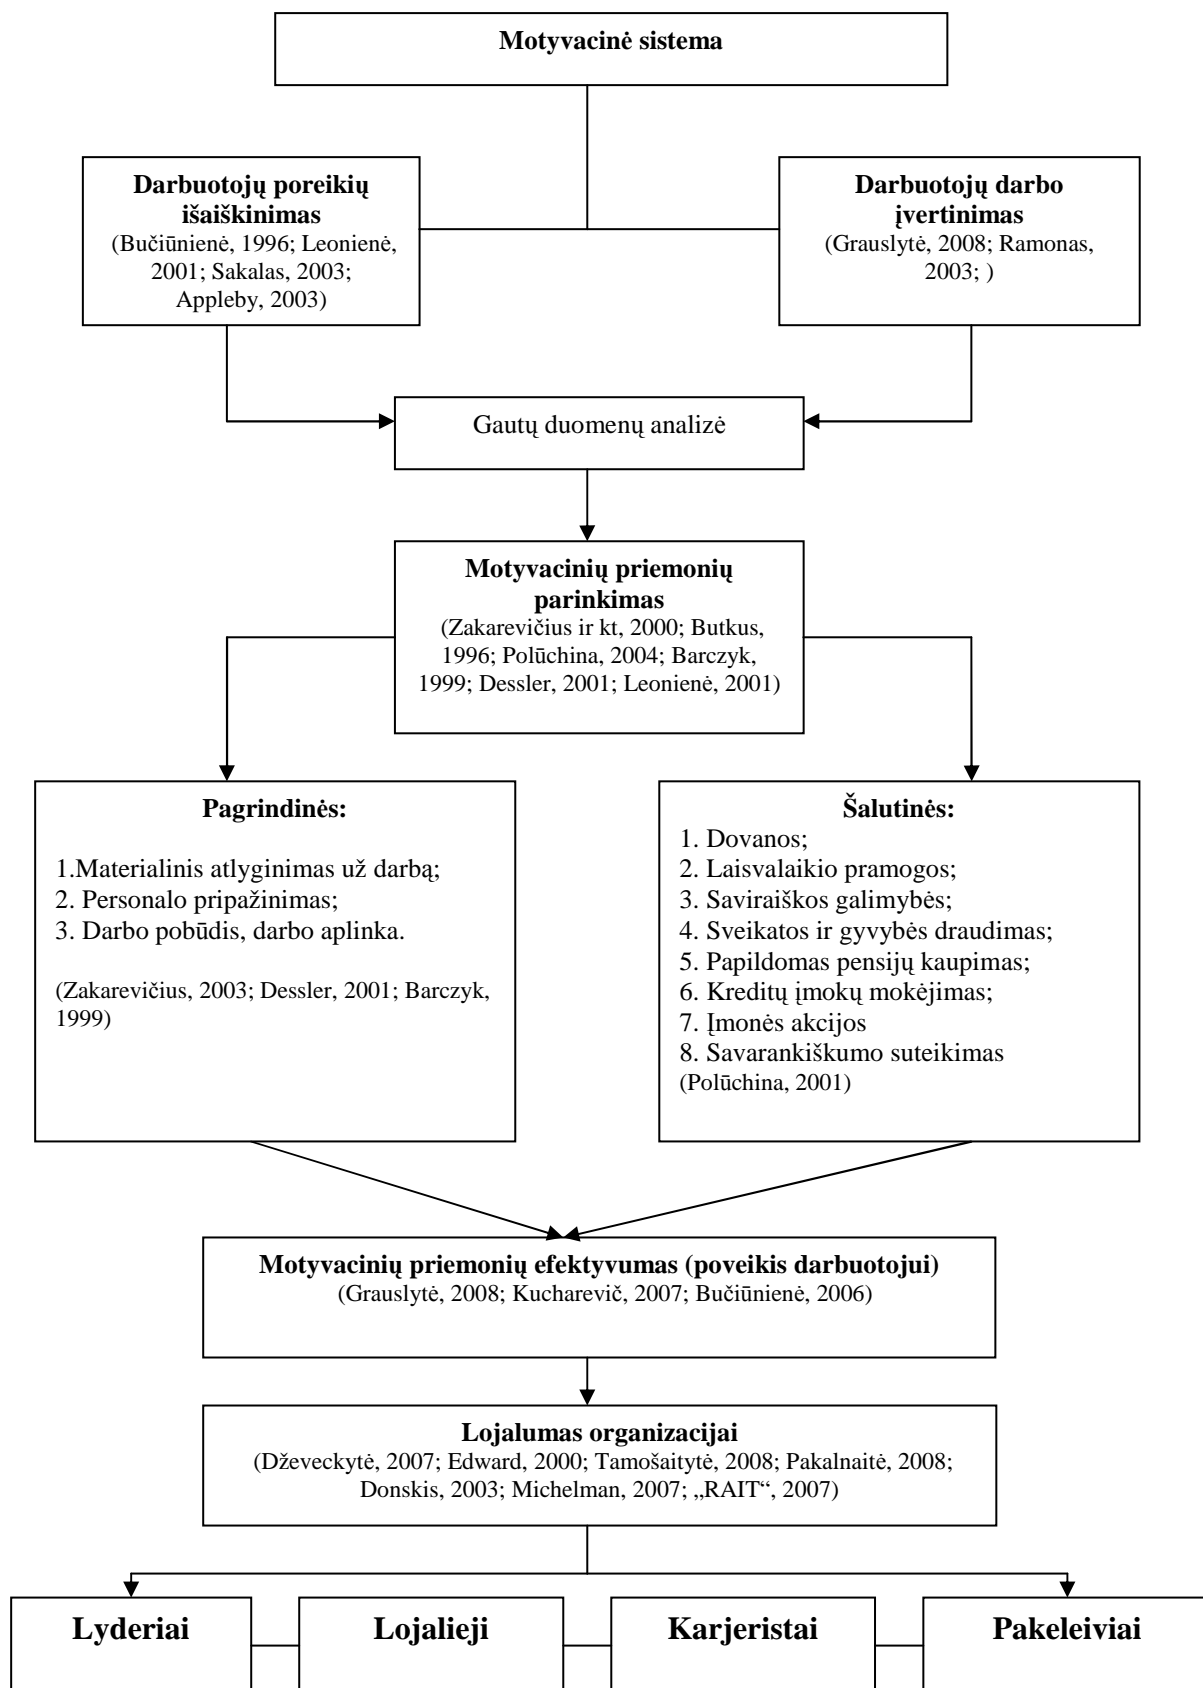 Motyvacinė sistema
Darbuotojų poreikių
išaiškinimas
(Bučiūnienė, 1996; Leonienė,
2001; Sakalas, 2003;
Appleby, 2003)
Darbuotojų darbo
įvertinimas
(Grauslytė, 2008; Ramonas,
2003; )
Gautų duomenų analizė
Motyvacinių priemonių
parinkimas
(Zakarevičius ir kt, 2000; Butkus,
1996; Polūchina, 2004; Barczyk,
1999; Dessler, 2001; Leonienė, 2001)
Pagrindinės:
1.Materialinis atlyginimas už darbą;
2. Personalo pripažinimas;
3. Darbo pobūdis, darbo aplinka.
(Zakarevičius, 2003; Dessler, 2001; Barczyk,
1999)
Šalutinės:
1. Dovanos;
2. Laisvalaikio pramogos;
3. Saviraiškos galimybės;
4. Sveikatos ir gyvybės draudimas;
5. Papildomas pensijų kaupimas;
6. Kreditų įmokų mokėjimas;
7. Įmonės akcijos
8. Savarankiškumo suteikimas
(Polūchina, 2001)
Motyvacinių priemonių efektyvumas (poveikis darbuotojui)
(Grauslytė, 2008; Kucharevič, 2007; Bučiūnienė, 2006)
Lojalumas organizacijai
(Dževeckytė, 2007; Edward, 2000; Tamošaitytė, 2008; Pakalnaitė, 2008;
Donskis, 2003; Michelman, 2007; „RAIT“, 2007)
Lyderiai
Lojalieji
Karjeristai
Pakeleiviai